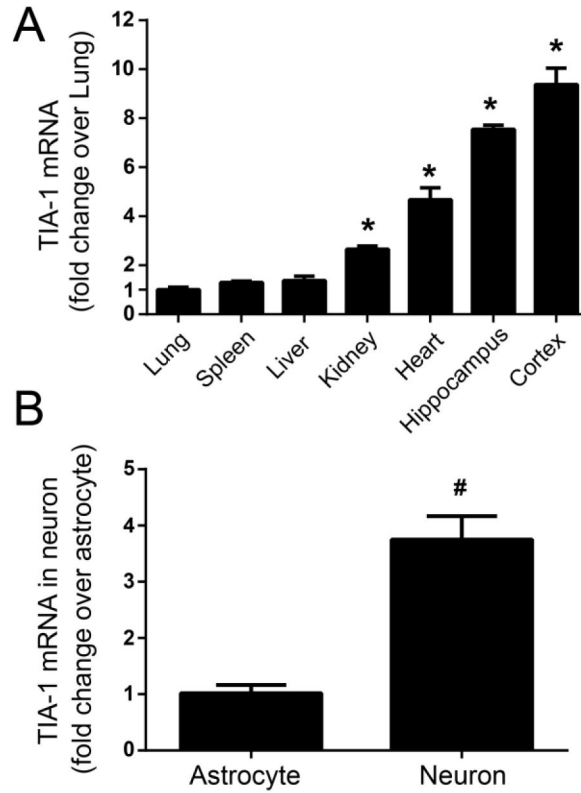 A
TIA-1 mRNA
(fold change over Lung)
12
10
8
6
4
2
1
0
*
*
*
*
Lung
Spleen
Liver
Kidney
Heart
Hippocampus
Cortex
B
TIA-1 mRNA in neuron
(fold change over astrocyte)
5
4
3
2
1
0
#
Astrocyte
Neuron